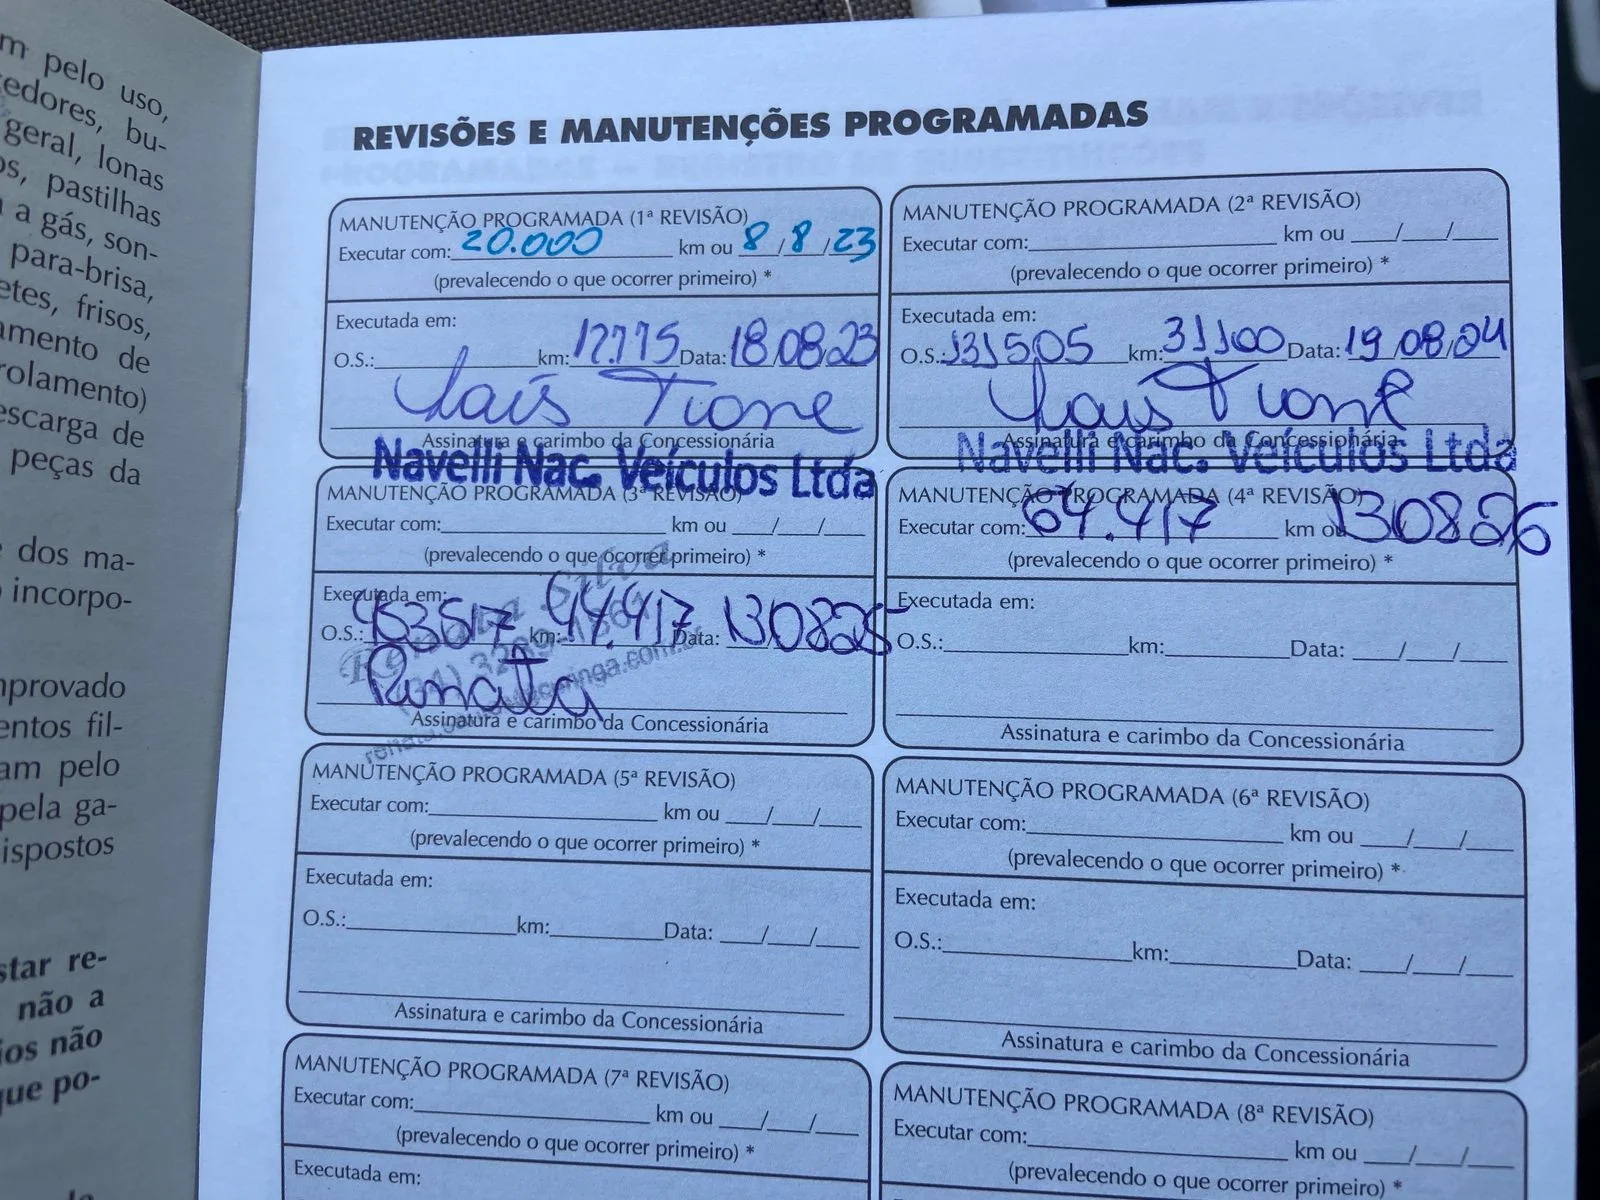 m pelo uso,
edores, bu-
geral, lonas
os, pastilhas
a gás, son-
para-brisa,
etes, frisos,
amento de
rolamento)
escarga de
peças da
dos ma-
incorpo-
mprovado
entos fil-
am pelo
pela ga-
ispostos
star re-
não a
ios não
que po-
REVISÕES E MANUTENÇÕES PROGRAMADAS
MANUTENÇÃO PROGRAMADA (1ª REVISÃO)
Executar com: 20.000 km ou 8/8/23
(prevalecendo o que ocorrer primeiro) *
Executada em:
O.S.: km: 12.775 Data: 18/08/23
Laís Tione
Assinatura e carimbo da Concessionária
Navelli Nac. Veículos Ltda
MANUTENÇÃO PROGRAMADA (2ª REVISÃO)
Executar com: km ou / /
(prevalecendo o que ocorrer primeiro) *
Executada em:
O.S.: 131505 km: 31100 Data: 19/08/24
Laís Tione
Assinatura e carimbo da Concessionária
Navelli Nac. Veículos Ltda
MANUTENÇÃO PROGRAMADA (3ª REVISÃO)
Executar com: km ou / /
(prevalecendo o que ocorrer primeiro) *
Executada em:
O.S.: 153517 km: 44.417 Data: 130825
Renata
Assinatura e carimbo da Concessionária
MANUTENÇÃO PROGRAMADA (4ª REVISÃO)
Executar com: 64.417 km ou 130826
(prevalecendo o que ocorrer primeiro) *
Executada em:
O.S.: km: Data: / /
Assinatura e carimbo da Concessionária
MANUTENÇÃO PROGRAMADA (5ª REVISÃO)
Executar com: km ou / /
(prevalecendo o que ocorrer primeiro) *
Executada em:
O.S.: km: Data: / /
Assinatura e carimbo da Concessionária
MANUTENÇÃO PROGRAMADA (6ª REVISÃO)
Executar com: km ou / /
(prevalecendo o que ocorrer primeiro) *
Executada em:
O.S.: km: Data: / /
Assinatura e carimbo da Concessionária
MANUTENÇÃO PROGRAMADA (7ª REVISÃO)
Executar com: km ou / /
(prevalecendo o que ocorrer primeiro) *
Executada em:
MANUTENÇÃO PROGRAMADA (8ª REVISÃO)
Executar com: km ou / /
(prevalecendo o que ocorrer primeiro) *